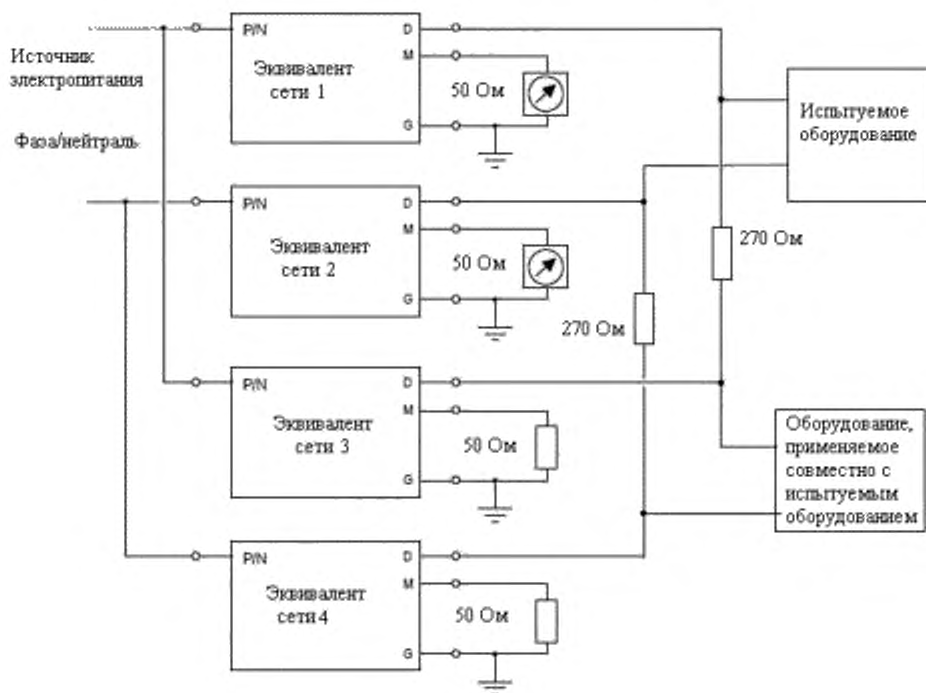 Источник
электропитания
Фаза/нейтраль
P/N
Эквивалент
сети 1
D
M
G
50 Ом
Испытуемое
оборудование
P/N
Эквивалент
сети 2
D
M
G
50 Ом
270 Ом
270 Ом
P/N
Эквивалент
сети 3
D
M
G
50 Ом
Оборудование,
применяемое
совместно с
испытуемым
оборудованием
P/N
Эквивалент
сети 4
D
M
G
50 Ом